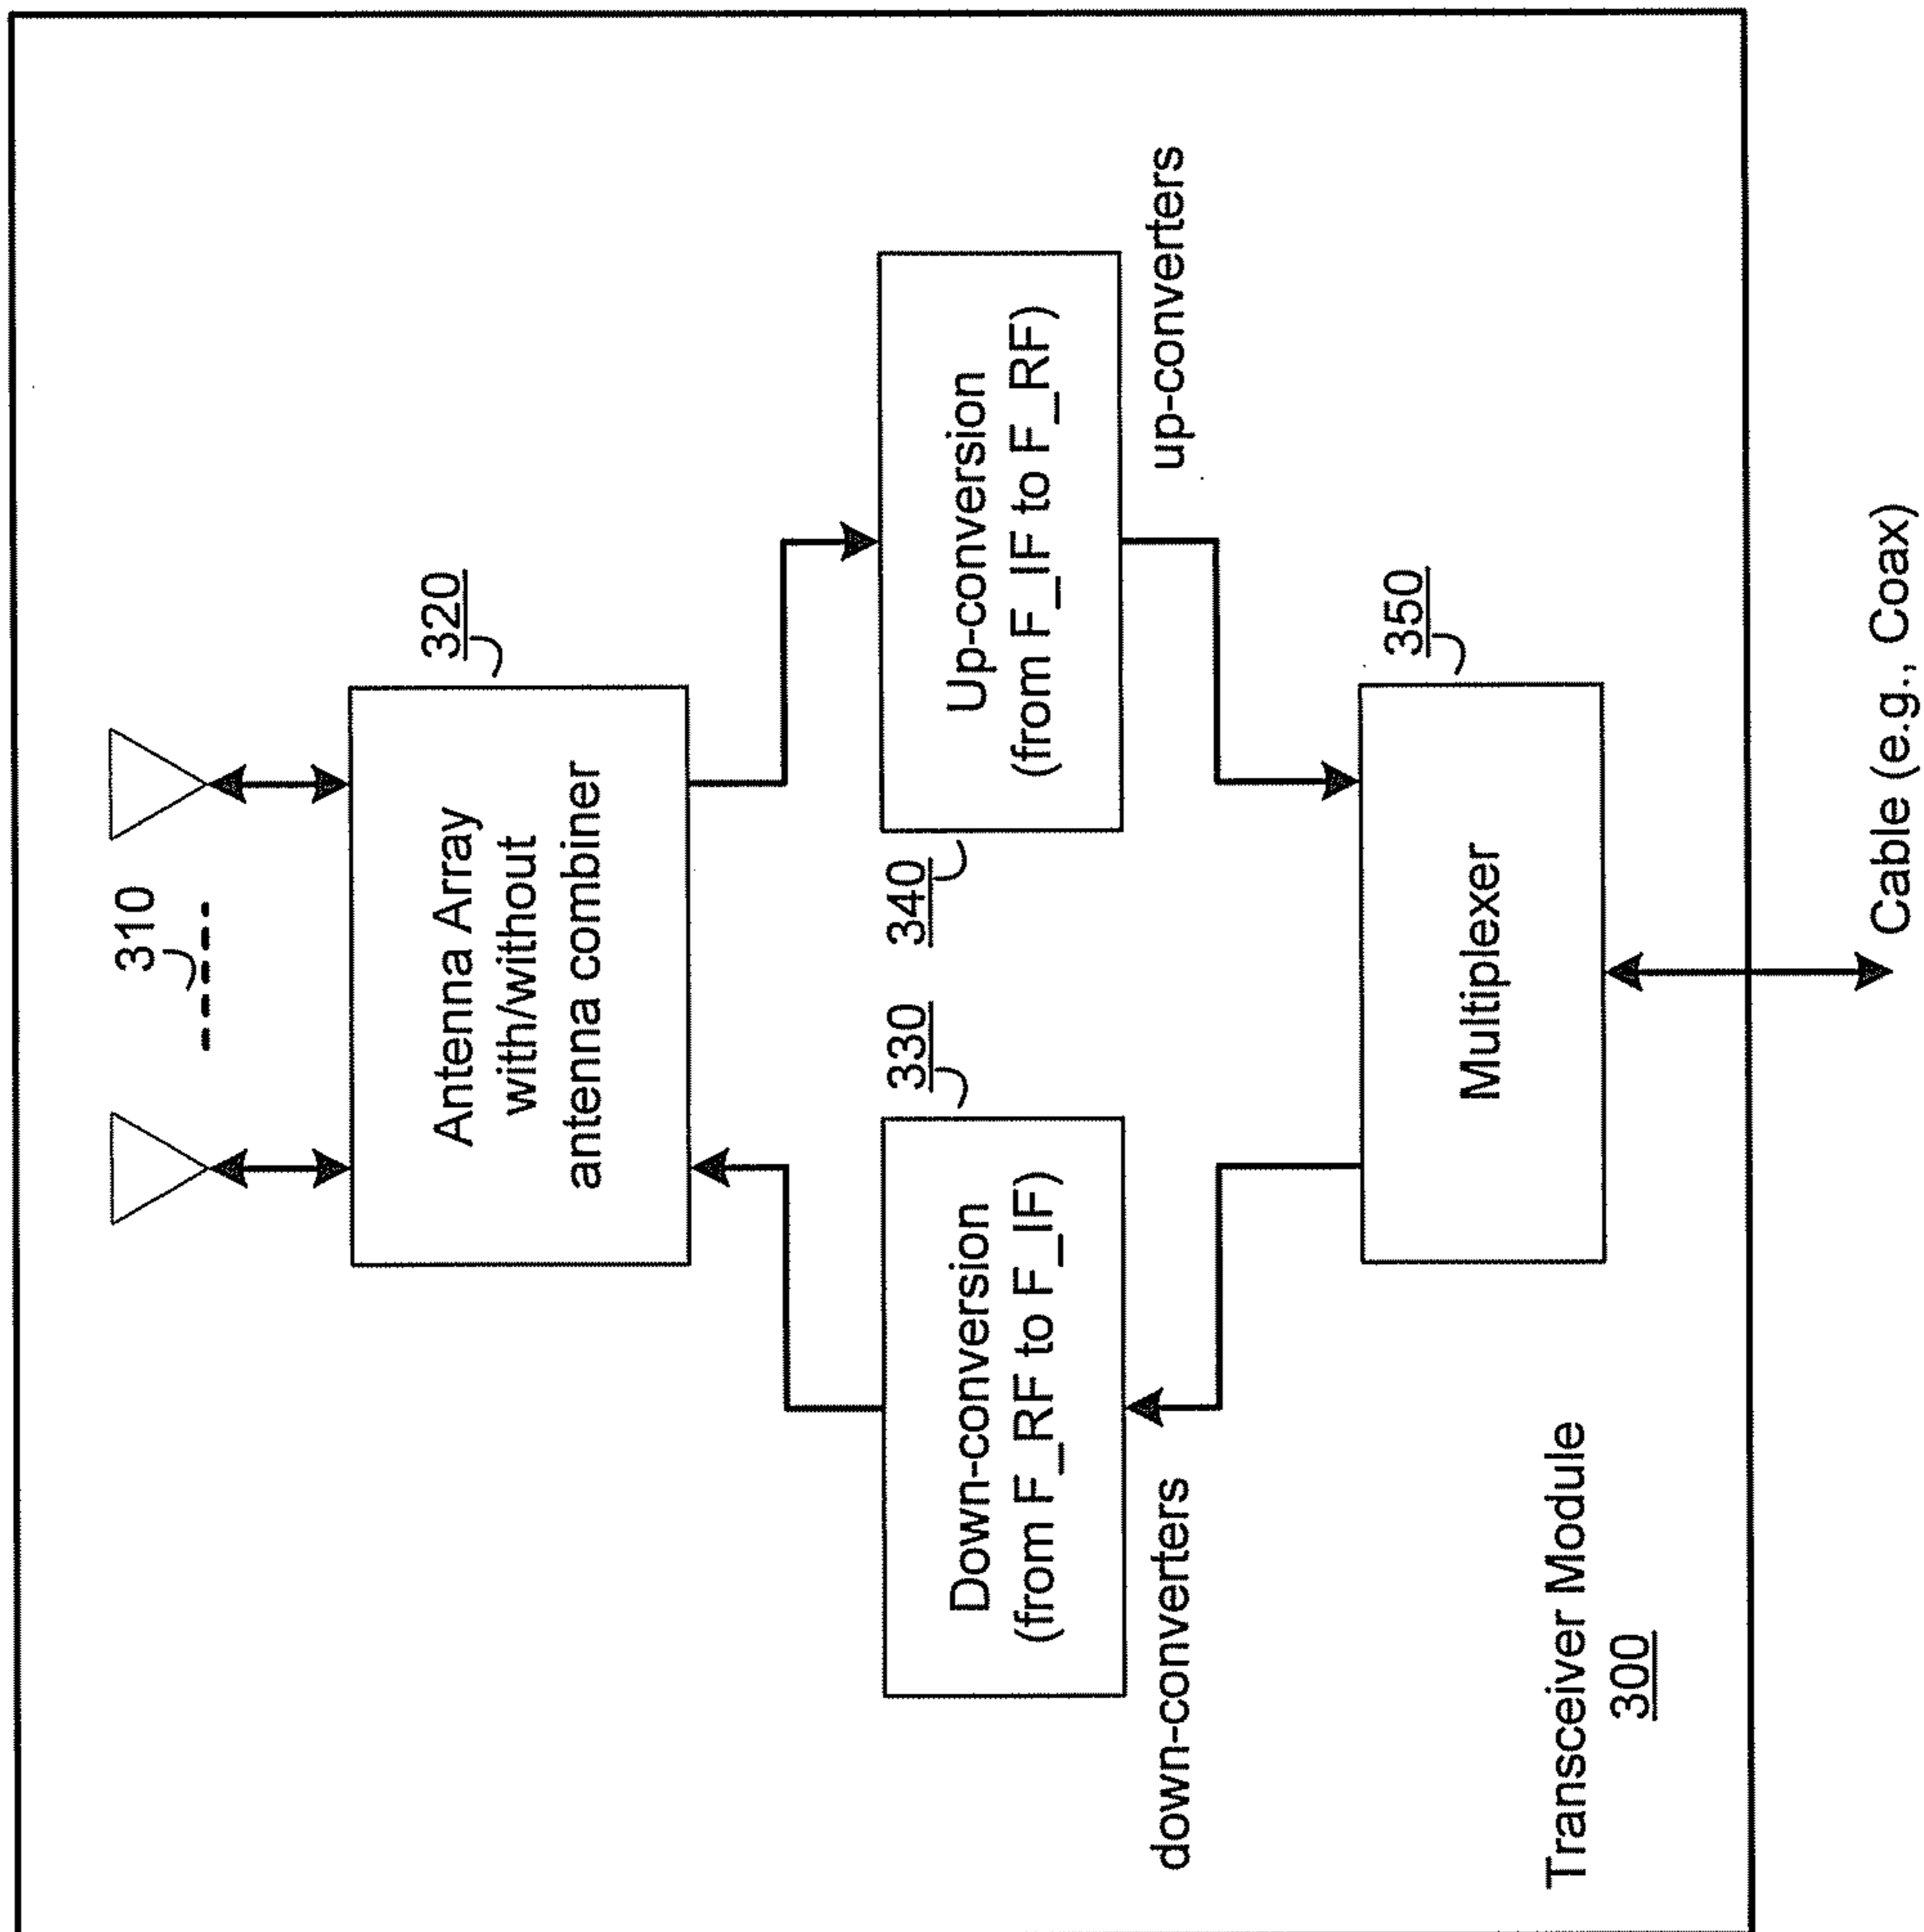 310
320
Antenna Array
with/without
antenna combiner
330
340
Down-conversion
(from F_RF to F_IF)
Up-conversion
(from F_IF to F_RF)
down-converters
up-converters
350
Multiplexer
Transceiver Module
300
Cable (e.g., Coax)